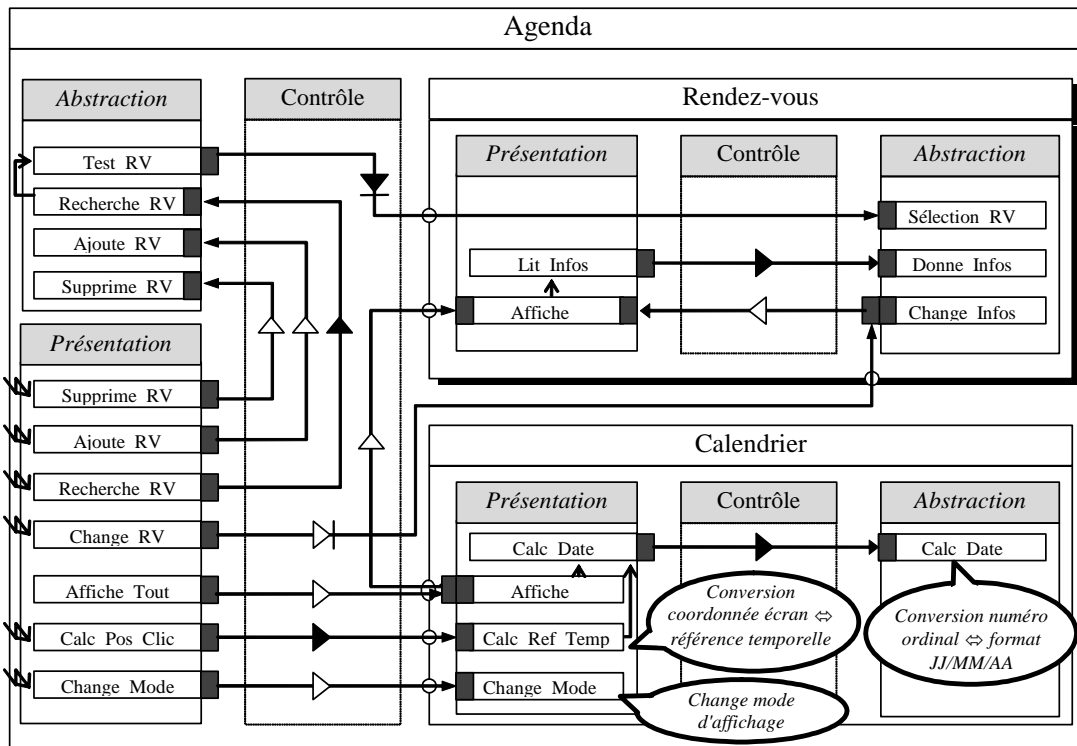 Agenda
Abstraction
Test RV
Recherche RV
Ajoute RV
Supprime RV
Présentation
Supprime RV
Ajoute RV
Recherche RV
Change RV
Affiche Tout
Calc Pos Clic
Change Mode
Contrôle
Rendez-vous
Présentation
Lit Infos
Affiche
Contrôle
Abstraction
Sélection RV
Donne Infos
Change Infos
Calendrier
Présentation
Calc Date
Affiche
Calc Ref Temp
Change Mode
Contrôle
Conversion
coordonnée écran ⇔
référence temporelle
Change mode
d'affichage
Abstraction
Calc Date
Conversion numéro
ordinal ⇔ format
JJ/MM/AA